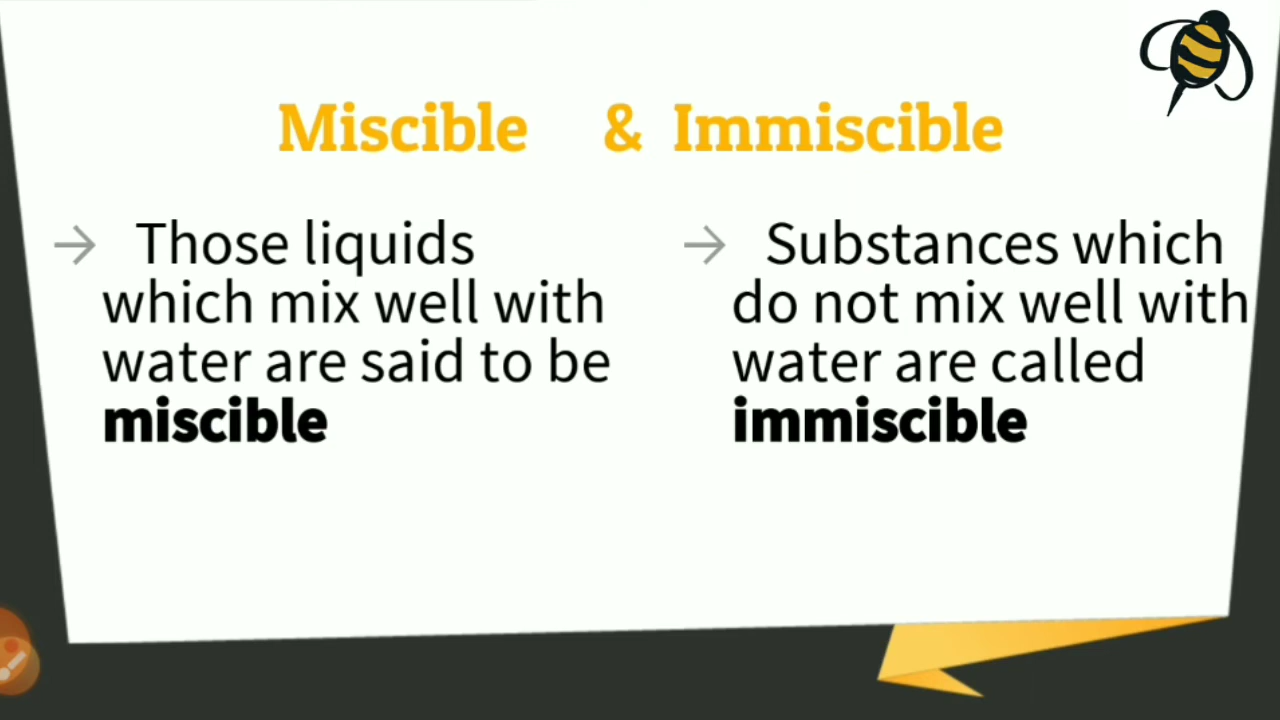 Miscible & Immiscible
→ Those liquids
which mix well with
water are said to be
miscible
→ Substances which
do not mix well with
water are called
immiscible